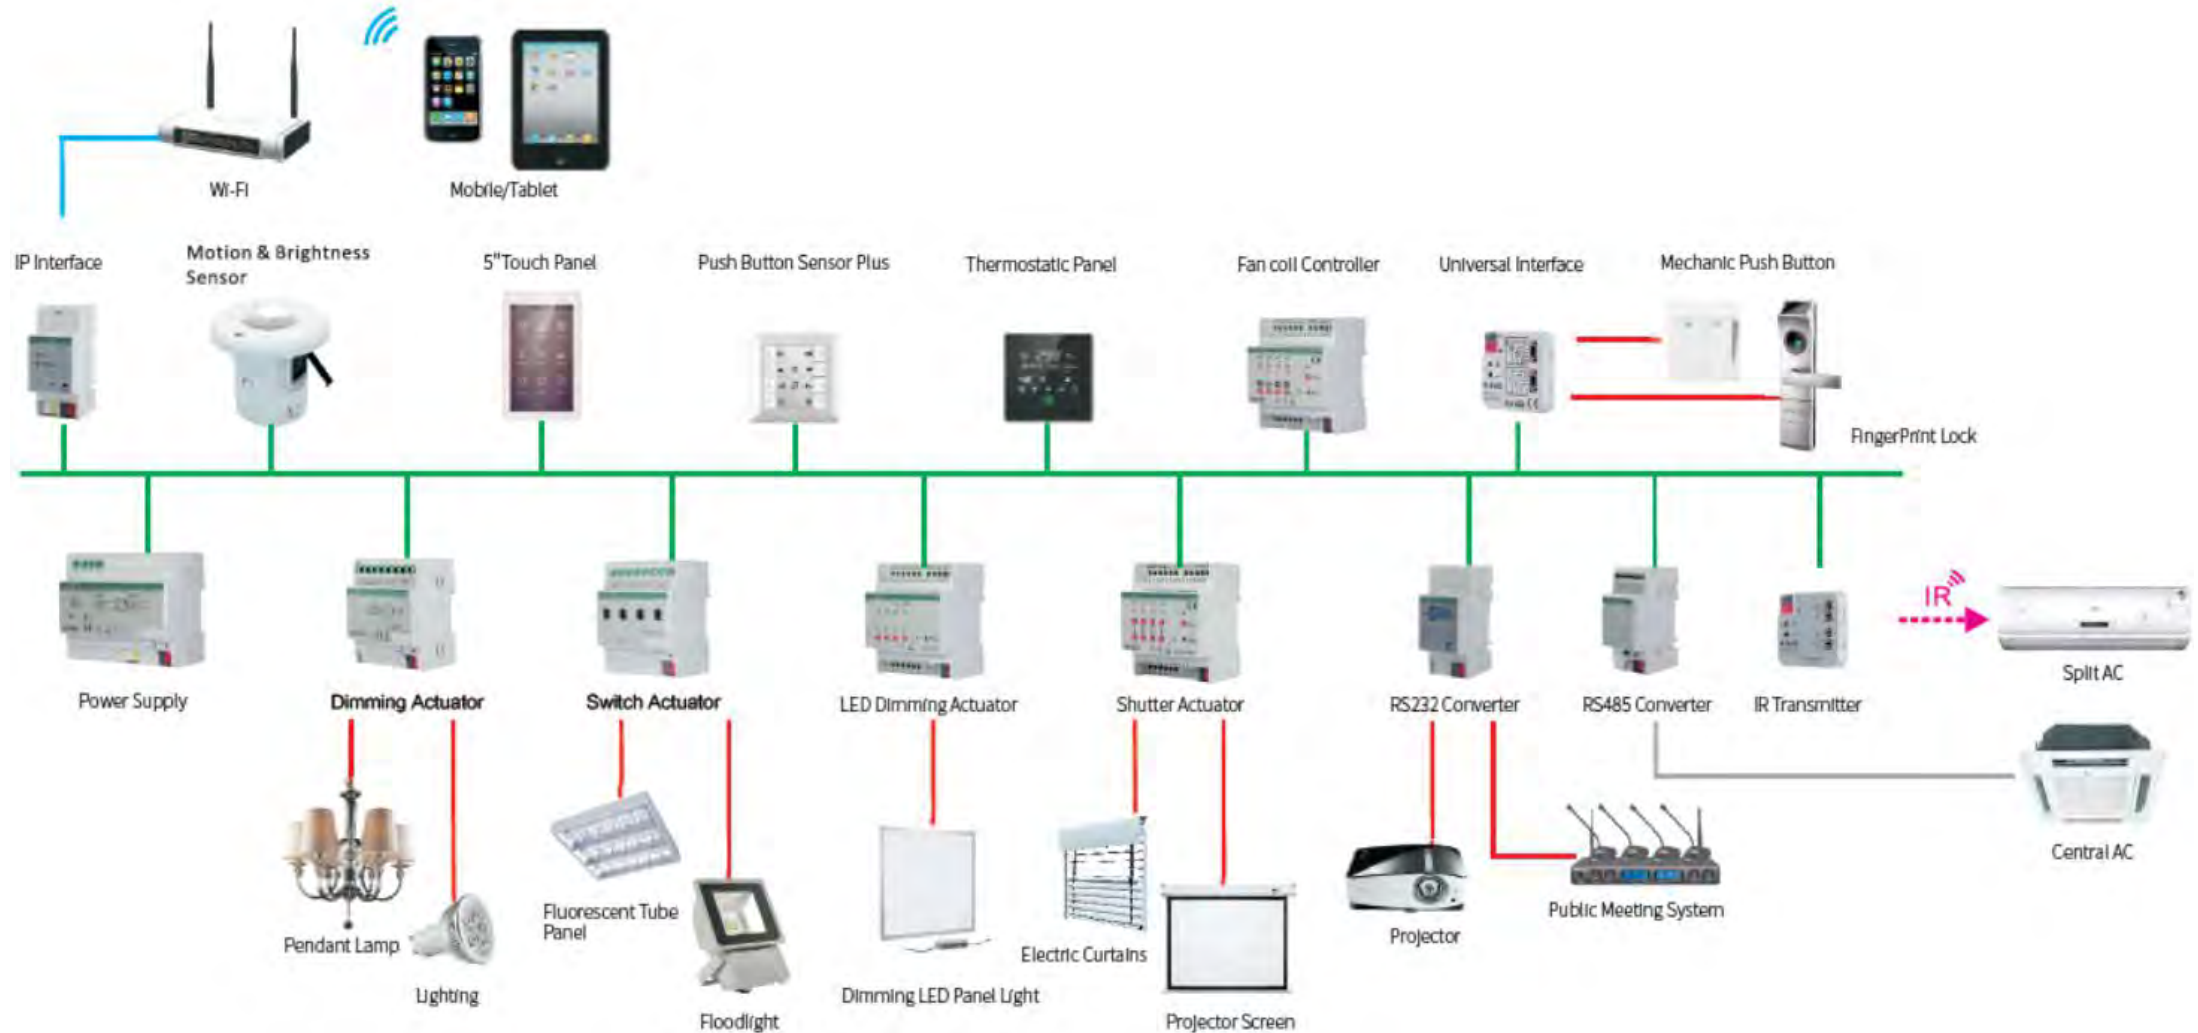 Wi-Fi
Mobile/Tablet
IP Interface
Motion & Brightness
Sensor
5"Touch Panel
Push Button Sensor Plus
Thermostatic Panel
Fan coil Controller
Universal Interface
Mechanic Push Button
FingerPrint Lock
Power Supply
Dimming Actuator
Switch Actuator
LED Dimming Actuator
Shutter Actuator
RS232 Converter
RS485 Converter
IR Transmitter
IR
Split AC
Central AC
Pendant Lamp
Lighting
Fluorescent Tube
Panel
Floodlight
Dimming LED Panel Light
Electric Curtains
Projector Screen
Projector
Public Meeting System